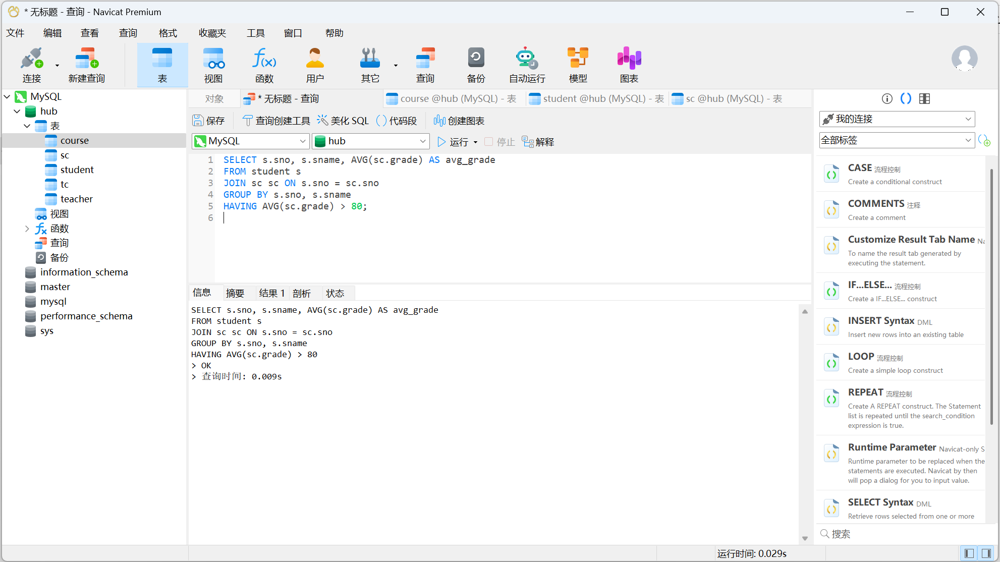 * 无标题 - 查询 - Navicat Premium
文件 编辑 查看 查询 格式 收藏夹 工具 窗口 帮助
连接 新建查询 表 视图 函数 用户 其它 查询 备份 自动运行 模型 图表
MySQL
hub
表
course
sc
student
tc
teacher
视图
函数
查询
备份
information_schema
master
mysql
performance_schema
sys
对象 * 无标题 - 查询 course @hub (MySQL) - 表 student @hub (MySQL) - 表 sc @hub (MySQL) - 表
保存 查询创建工具 美化 SQL () 代码段 创建图表
MySQL hub 运行 停止 解释
1 SELECT s.sno, s.sname, AVG(sc.grade) AS avg_grade
2 FROM student s
3 JOIN sc sc ON s.sno = sc.sno
4 GROUP BY s.sno, s.sname
5 HAVING AVG(sc.grade) > 80;
6
信息 摘要 结果 1 剖析 状态
SELECT s.sno, s.sname, AVG(sc.grade) AS avg_grade
FROM student s
JOIN sc sc ON s.sno = sc.sno
GROUP BY s.sno, s.sname
HAVING AVG(sc.grade) > 80
> OK
> 查询时间: 0.009s
我的连接
全部标签
CASE 流程控制
Create a conditional construct
COMMENTS 注释
Create a comment
Customize Result Tab Name Na
To name the result tab generated by
executing the statement.
IF...ELSE... 流程控制
Create a IF...ELSE... construct
INSERT Syntax DML
Insert new rows into an existing table
LOOP 流程控制
Create a simple loop construct
REPEAT 流程控制
Create A REPEAT construct. The Statement
list is repeated until the search_condition
expression is true.
Runtime Parameter Navicat-only S
Runtime parameter to be replaced when the
statements are executed. Navicat by then
will pop a dialog for you to input value.
SELECT Syntax DML
Retrieve rows selected from one or more
搜索
运行时间: 0.029s